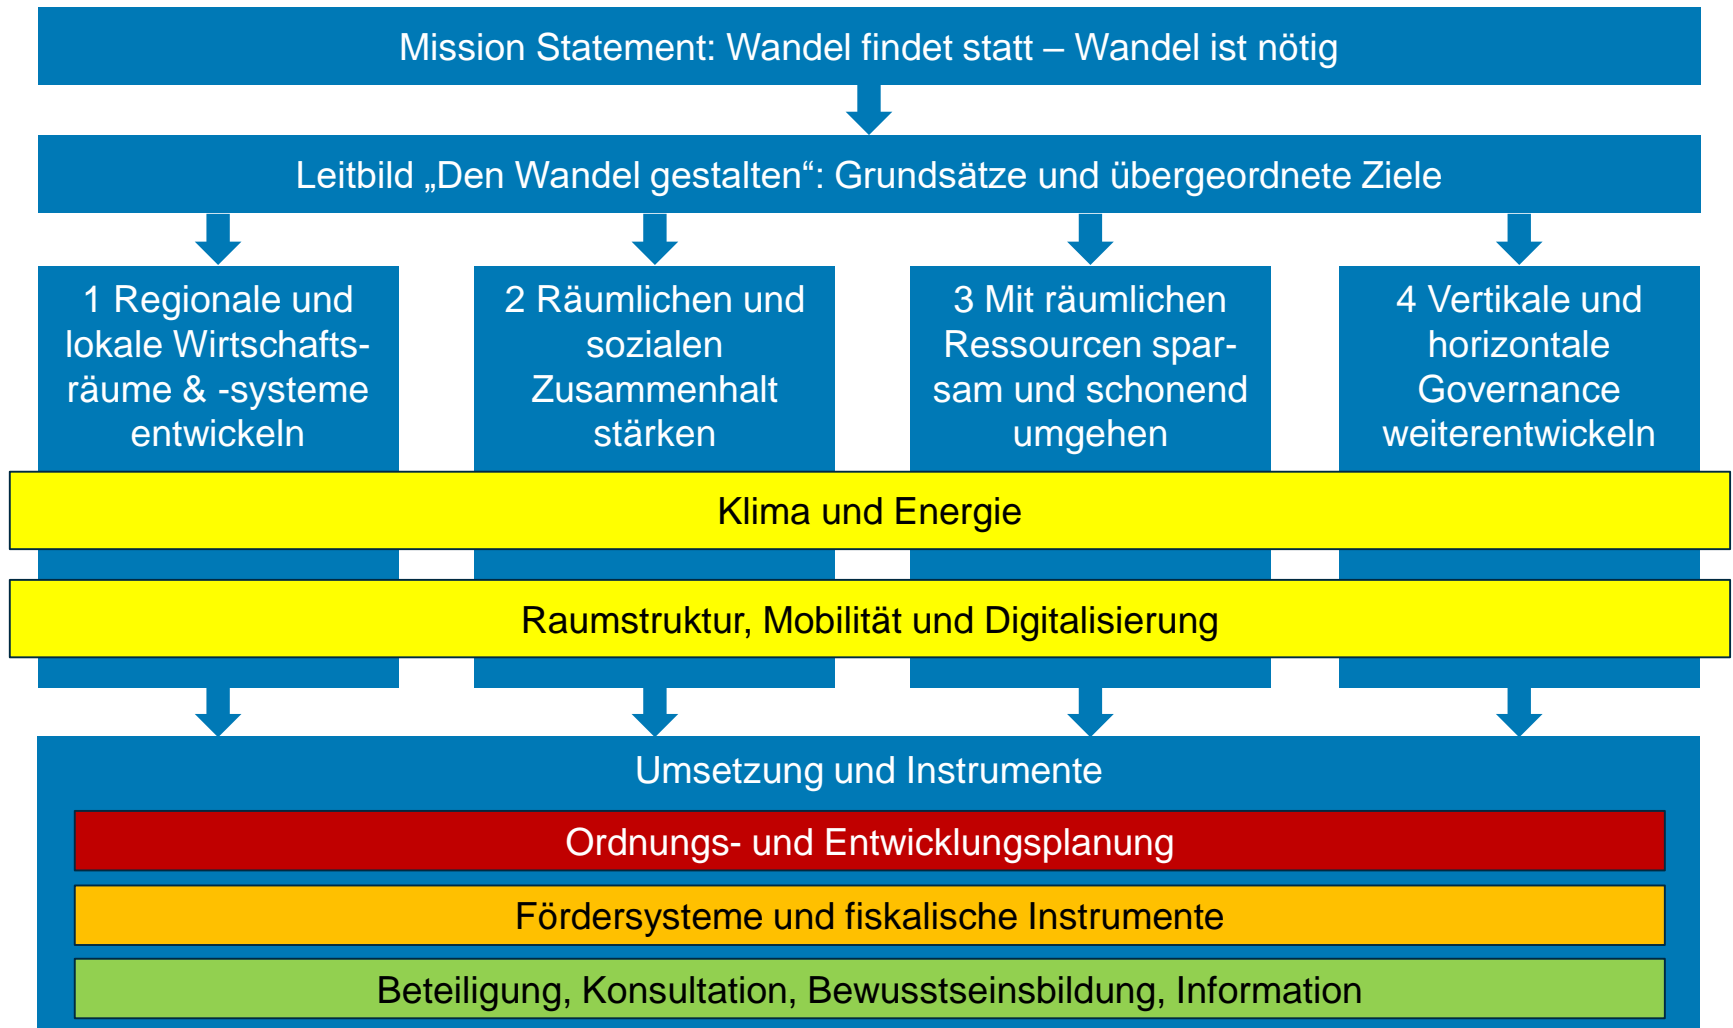 Mission Statement: Wandel findet statt – Wandel ist nötig
Leitbild „Den Wandel gestalten“: Grundsätze und übergeordnete Ziele
1 Regionale und
lokale Wirtschafts-
räume & -systeme
entwickeln
2 Räumlichen und
sozialen
Zusammenhalt
stärken
3 Mit räumlichen
Ressourcen spar-
sam und schonend
umgehen
4 Vertikale und
horizontale
Governance
weiterentwickeln
Klima und Energie
Raumstruktur, Mobilität und Digitalisierung
Umsetzung und Instrumente
Ordnungs- und Entwicklungsplanung
Fördersysteme und fiskalische Instrumente
Beteiligung, Konsultation, Bewusstseinsbildung, Information